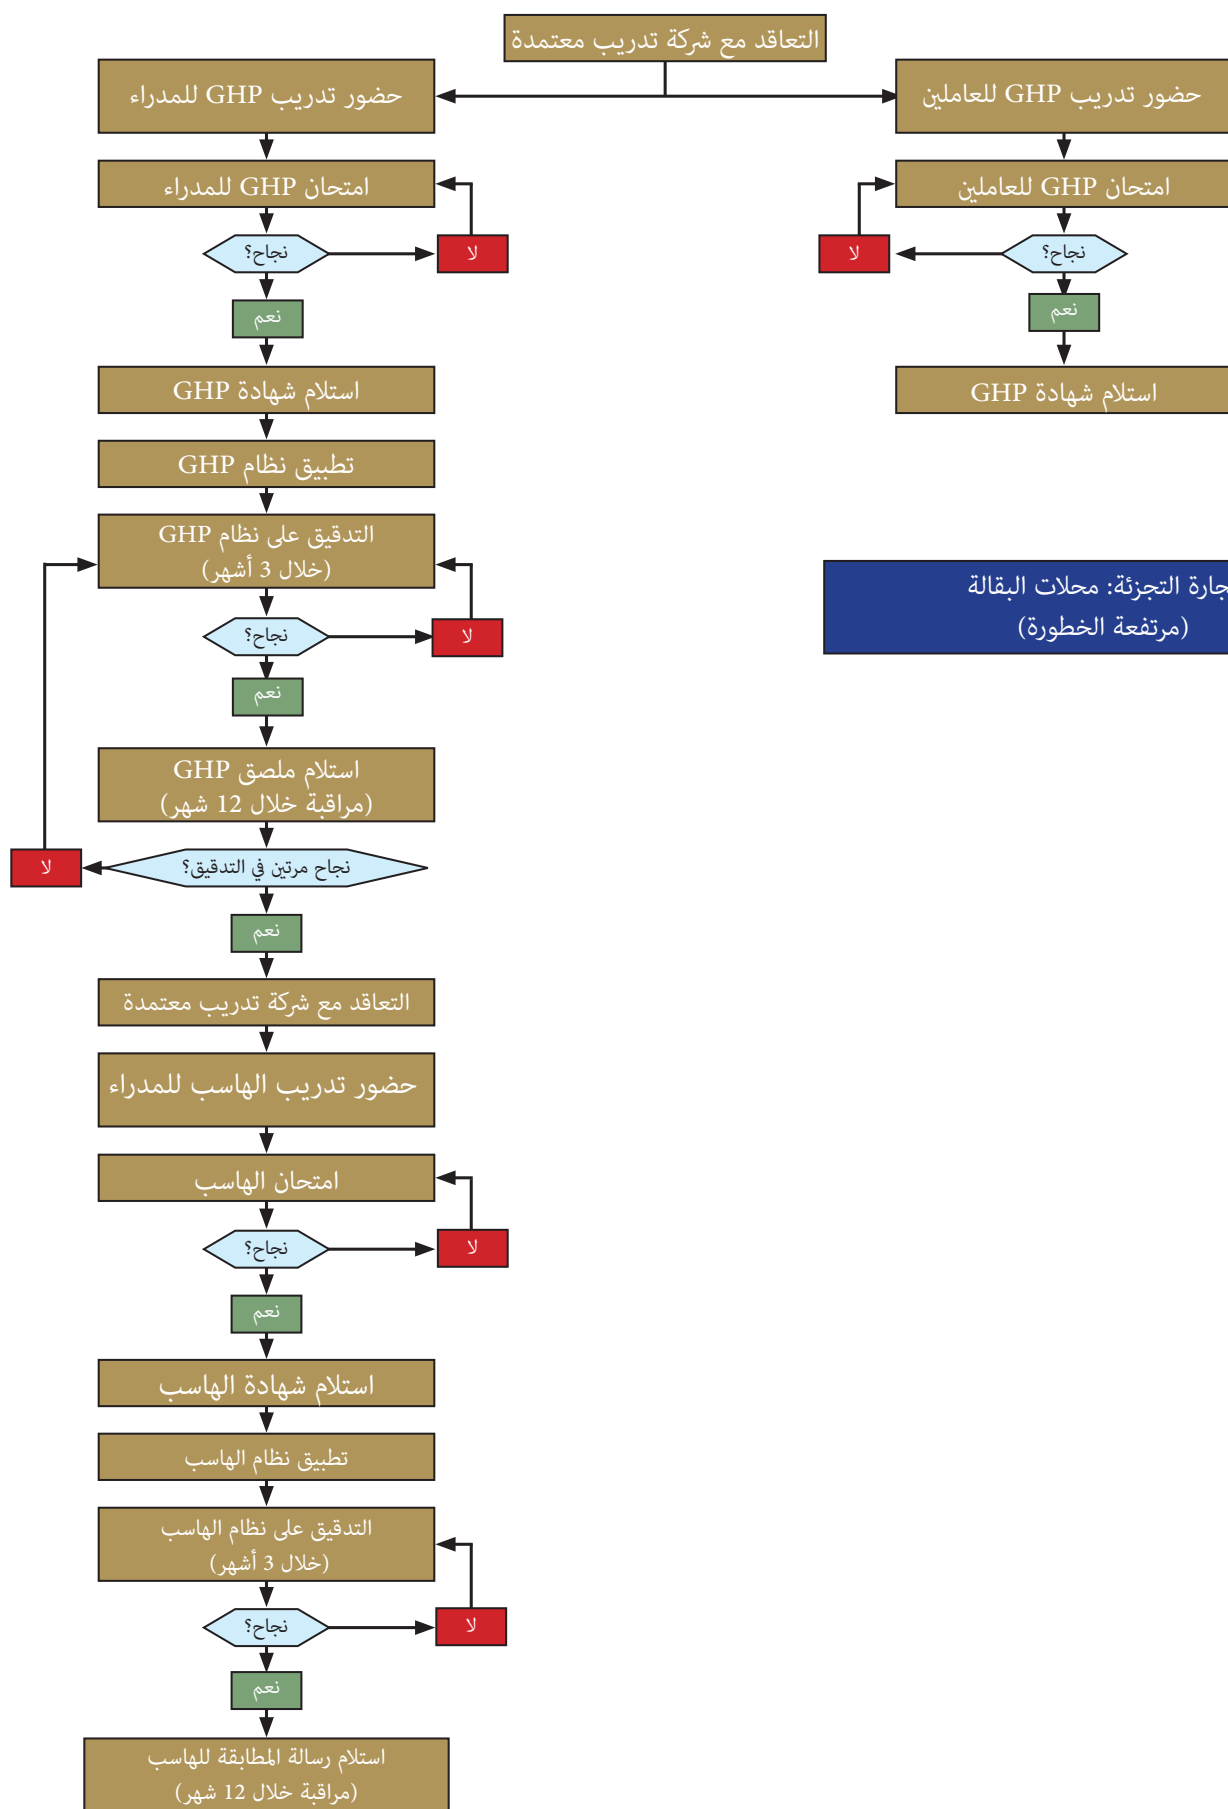 التعاقد مع شركة تدريب معتمدة
حضور تدريب GHP للعاملين
امتحان GHP للعاملين
نجاح؟
لا
نعم
استلام شهادة GHP
حضور تدريب GHP للمدراء
امتحان GHP للمدراء
نجاح؟
لا
نعم
استلام شهادة GHP
تطبيق نظام GHP
التدقيق على نظام GHP
(خلال 3 أشهر)
نجاح؟
لا
نعم
استلام ملصق GHP
(مراقبة خلال 12 شهر)
نجاح مرتين في التدقيق؟
لا
نعم
التعاقد مع شركة تدريب معتمدة
حضور تدريب الهاسب للمدراء
امتحان الهاسب
نجاح؟
لا
نعم
استلام شهادة الهاسب
تطبيق نظام الهاسب
التدقيق على نظام الهاسب
(خلال 3 أشهر)
نجاح؟
لا
نعم
استلام رسالة المطابقة للهاسب
(مراقبة خلال 12 شهر)
جارة التجزئة: محلات البقالة
(مرتفعة الخطورة)